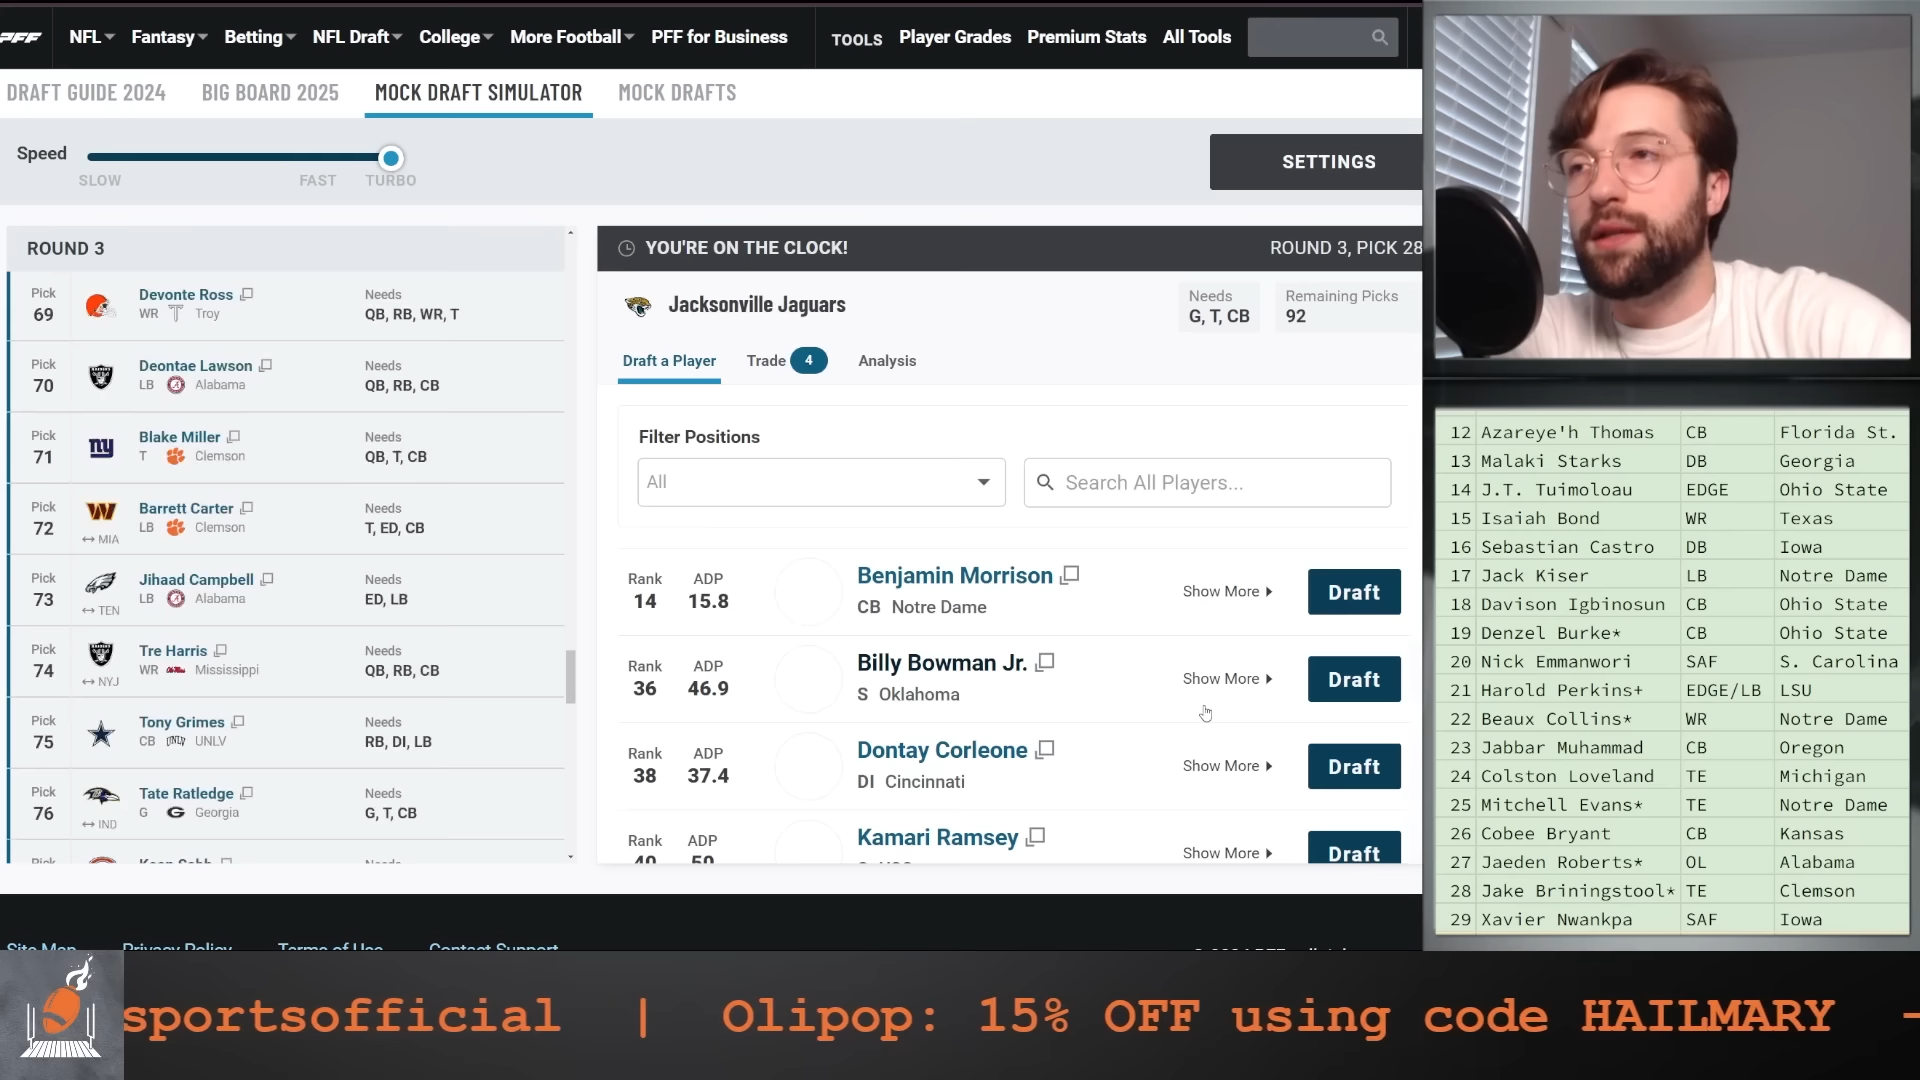 PFF NFL Fantasy Betting NFL Draft College More Football PFF for Business TOOLS Player Grades Premium Stats All Tools
DRAFT GUIDE 2024 BIG BOARD 2025 MOCK DRAFT SIMULATOR MOCK DRAFTS
Speed
SLOW FAST TURBO
SETTINGS
ROUND 3
Pick 69 Devonte Ross WR Troy Needs QB, RB, WR, T
Pick 70 Deontae Lawson LB Alabama Needs QB, RB, CB
Pick 71 ny Blake Miller T Clemson Needs QB, T, CB
Pick 72 W MIA Barrett Carter LB Clemson Needs T, ED, CB
Pick 73 TEN Jihaad Campbell LB Alabama Needs ED, LB
Pick 74 NYJ Tre Harris WR Mississippi Needs QB, RB, CB
Pick 75 Tony Grimes CB UNLV UNLV Needs RB, DI, LB
Pick 76 IND Tate Ratledge G Georgia Needs G, T, CB
YOU'RE ON THE CLOCK! ROUND 3, PICK 28
Jacksonville Jaguars
Needs
G, T, CB
Remaining Picks
92
Draft a Player Trade 4 Analysis
Filter Positions
All
Search All Players...
Rank 14 ADP 15.8 Benjamin Morrison CB Notre Dame Show More Draft
Rank 36 ADP 46.9 Billy Bowman Jr. S Oklahoma Show More Draft
Rank 38 ADP 37.4 Dontay Corleone DI Cincinnati Show More Draft
Rank 40 ADP 50 Kamari Ramsey Show More Draft
Site Map Privacy Policy Terms of Use Contact Support
12 Azareye'h Thomas CB Florida St.
13 Malaki Starks DB Georgia
14 J.T. Tuimoloau EDGE Ohio State
15 Isaiah Bond WR Texas
16 Sebastian Castro DB Iowa
17 Jack Kiser LB Notre Dame
18 Davison Igbinosun CB Ohio State
19 Denzel Burke* CB Ohio State
20 Nick Emmanwori SAF S. Carolina
21 Harold Perkins+ EDGE/LB LSU
22 Beaux Collins* WR Notre Dame
23 Jabbar Muhammad CB Oregon
24 Colston Loveland TE Michigan
25 Mitchell Evans* TE Notre Dame
26 Cobee Bryant CB Kansas
27 Jaeden Roberts* OL Alabama
28 Jake Briningstool* TE Clemson
29 Xavier Nwankpa SAF Iowa
sportsofficial | Olipop: 15% OFF using code HAILMARY -